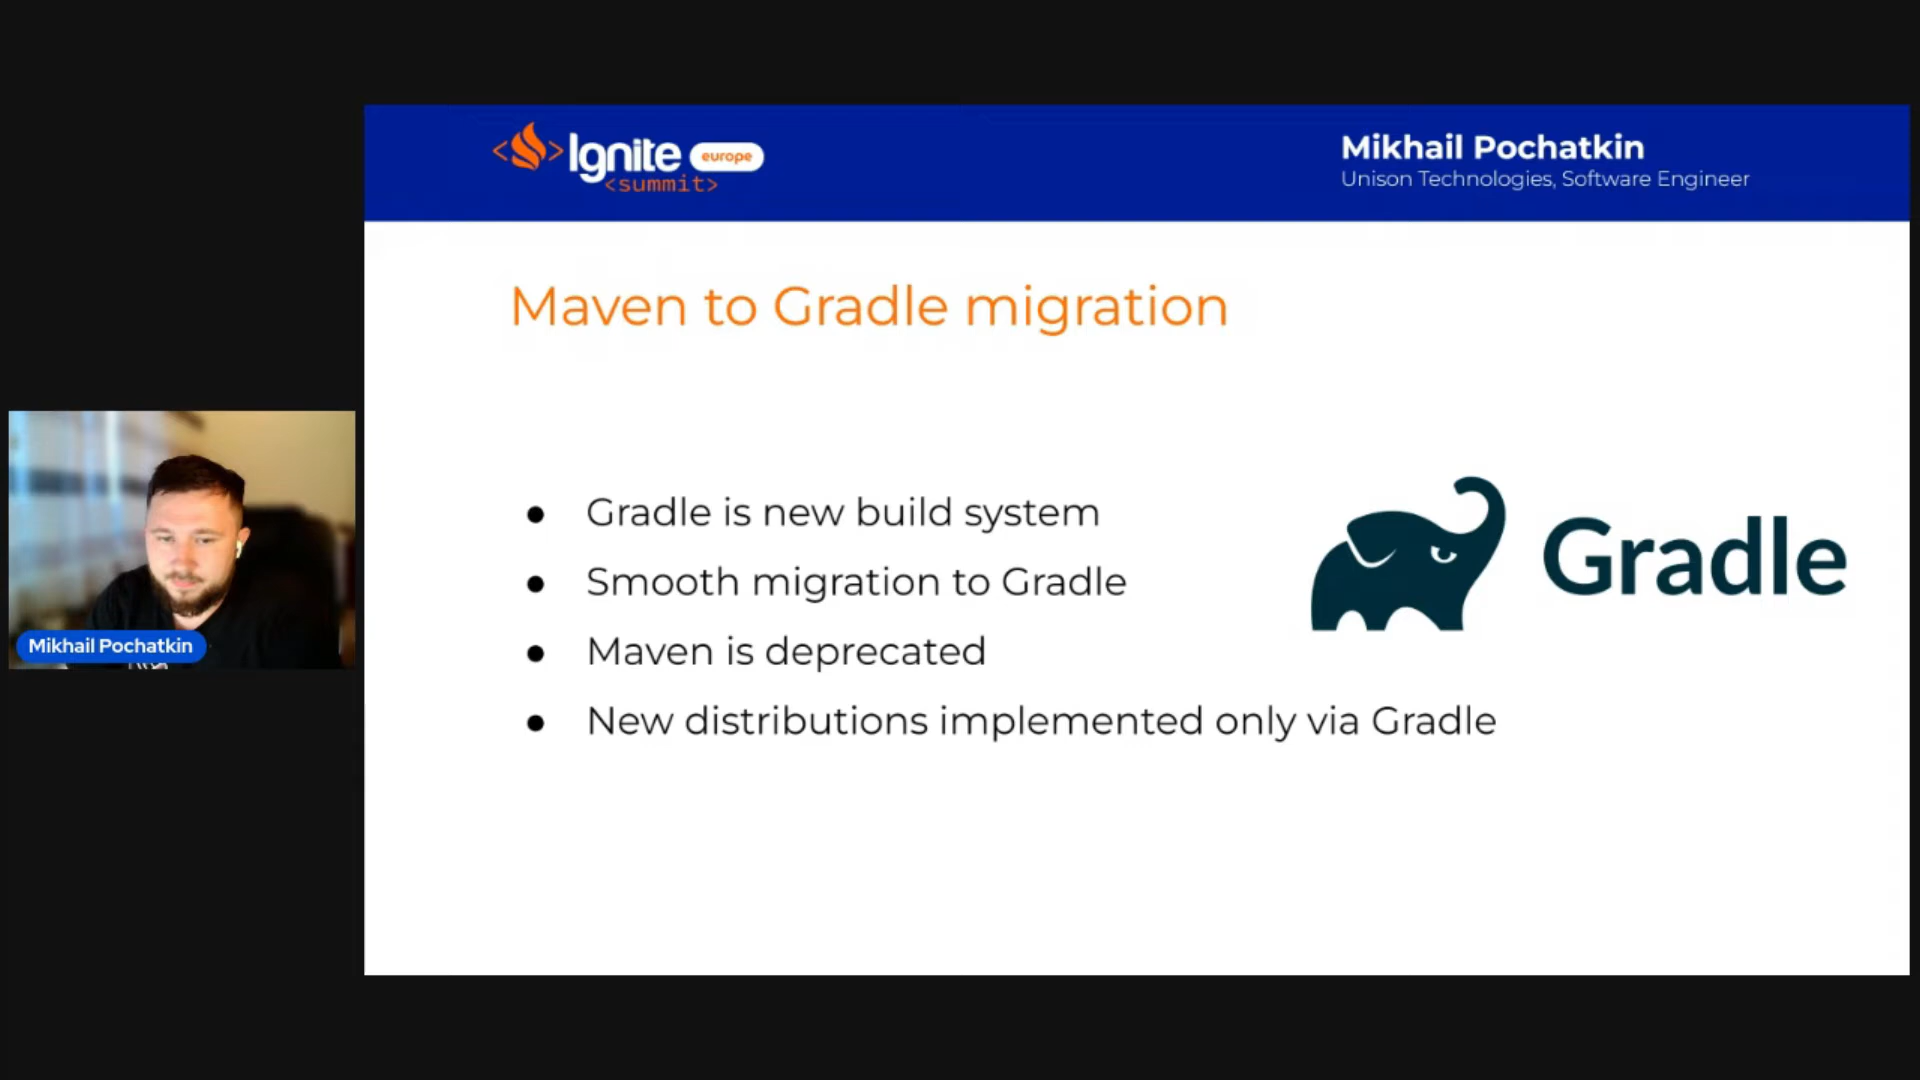 Ignite europe
<summit>
Mikhail Pochatkin
Unison Technologies, Software Engineer
Maven to Gradle migration
● Gradle is new build system
● Smooth migration to Gradle
● Maven is deprecated
● New distributions implemented only via Gradle
Gradle
Mikhail Pochatkin